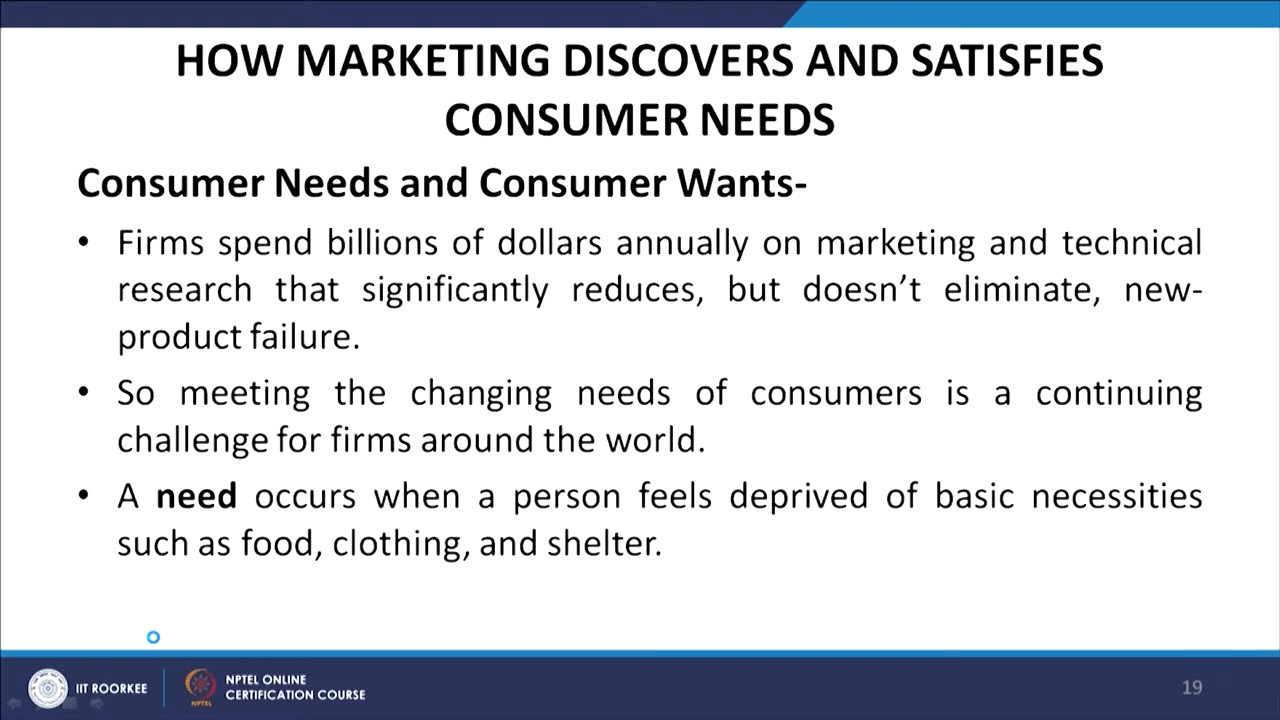 HOW MARKETING DISCOVERS AND SATISFIES
CONSUMER NEEDS
Consumer Needs and Consumer Wants-
• Firms spend billions of dollars annually on marketing and technical
research that significantly reduces, but doesn’t eliminate, new-
product failure.
• So meeting the changing needs of consumers is a continuing
challenge for firms around the world.
• A need occurs when a person feels deprived of basic necessities
such as food, clothing, and shelter.
IIT ROORKEE
NPTEL
NPTEL ONLINE
CERTIFICATION COURSE
19